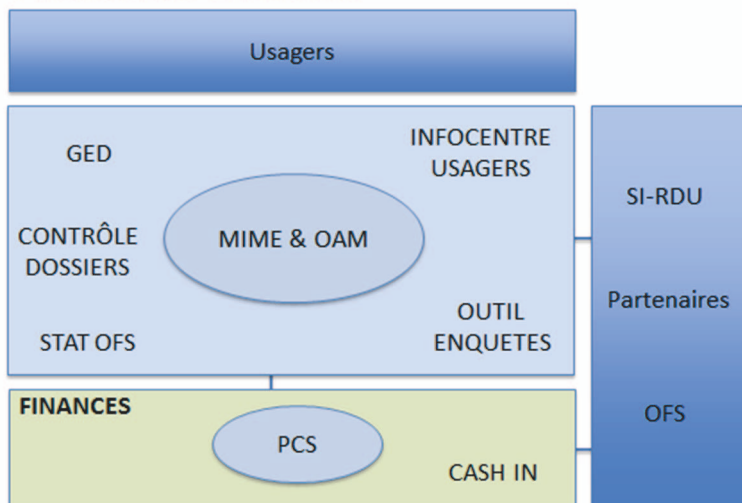 Usagers
GED
INFOCENTRE
USAGERS
SI-RDU
CONTRÔLE
DOSSIERS
MIME & OAM
Partenaires
STAT OFS
OUTIL
ENQUETES
FINANCES
OFS
PCS
CASH IN